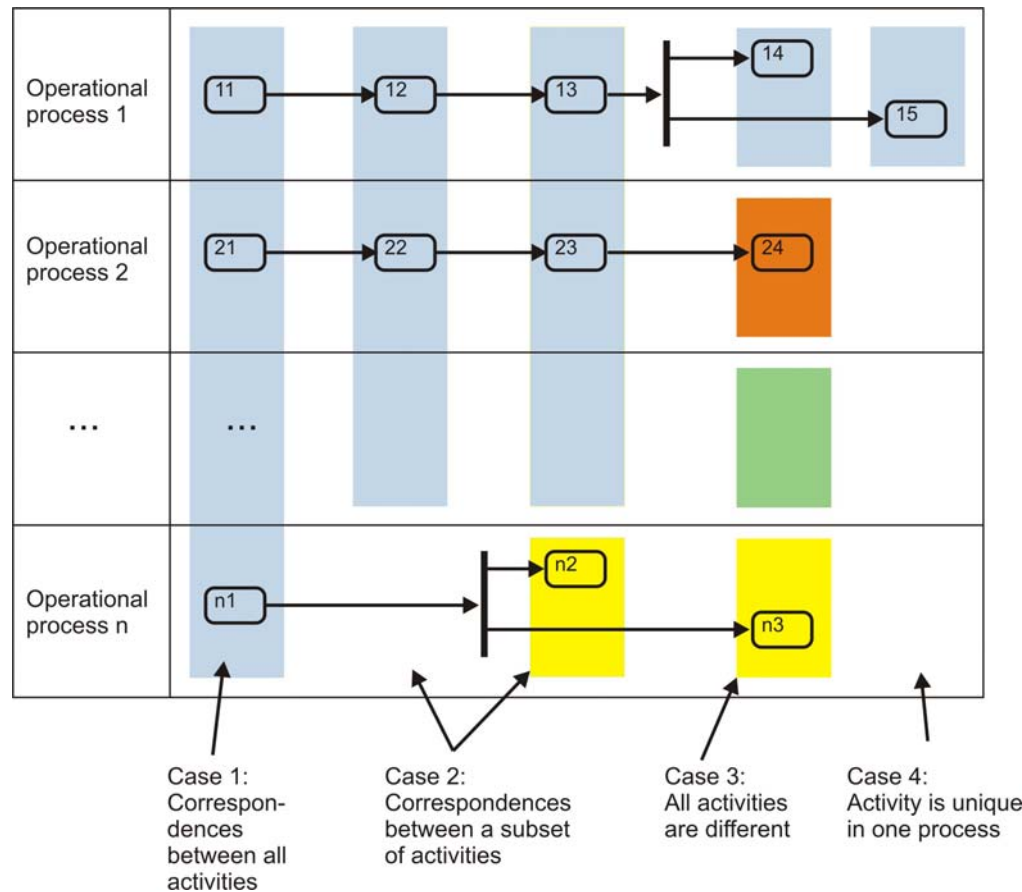 Operational
process 1
11
12
13
14
15
Operational
process 2
21
22
23
24
...
...
Operational
process n
n1
n2
n3
Case 1:
Correspon-
dences
between all
activities
Case 2:
Correspondences
between a subset
of activities
Case 3:
All activities
are different
Case 4:
Activity is unique
in one process